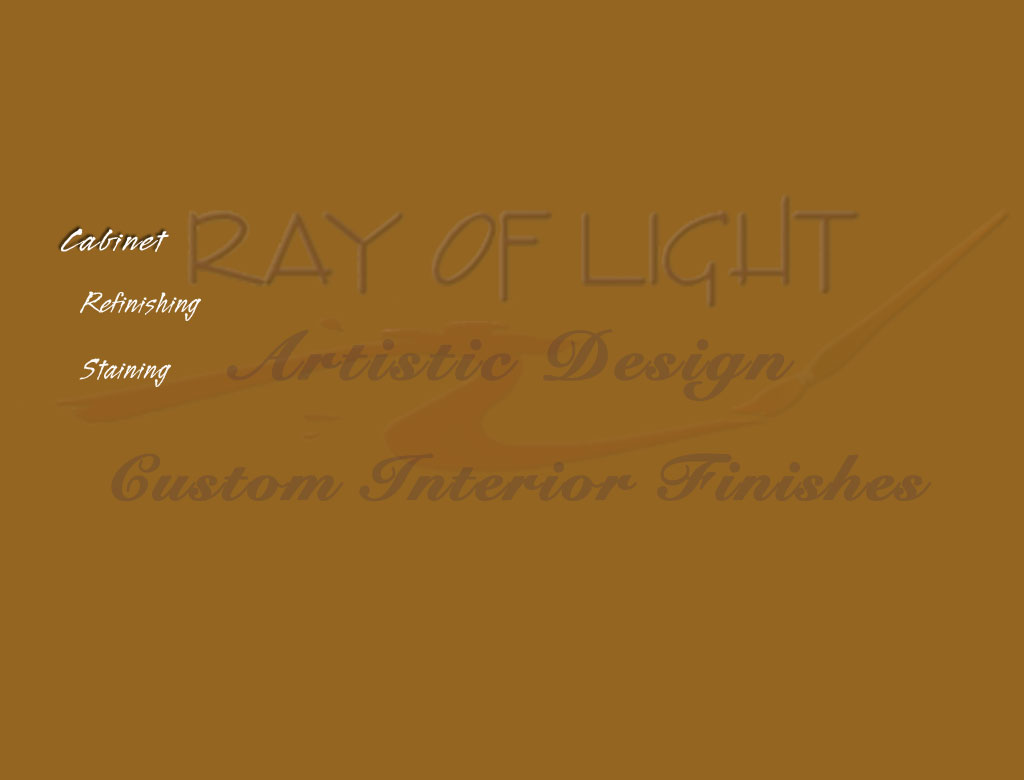 Cabinet
RAY OF LIGHT
Refinishing
Artistic Design
Staining
Custom Interior Finishes